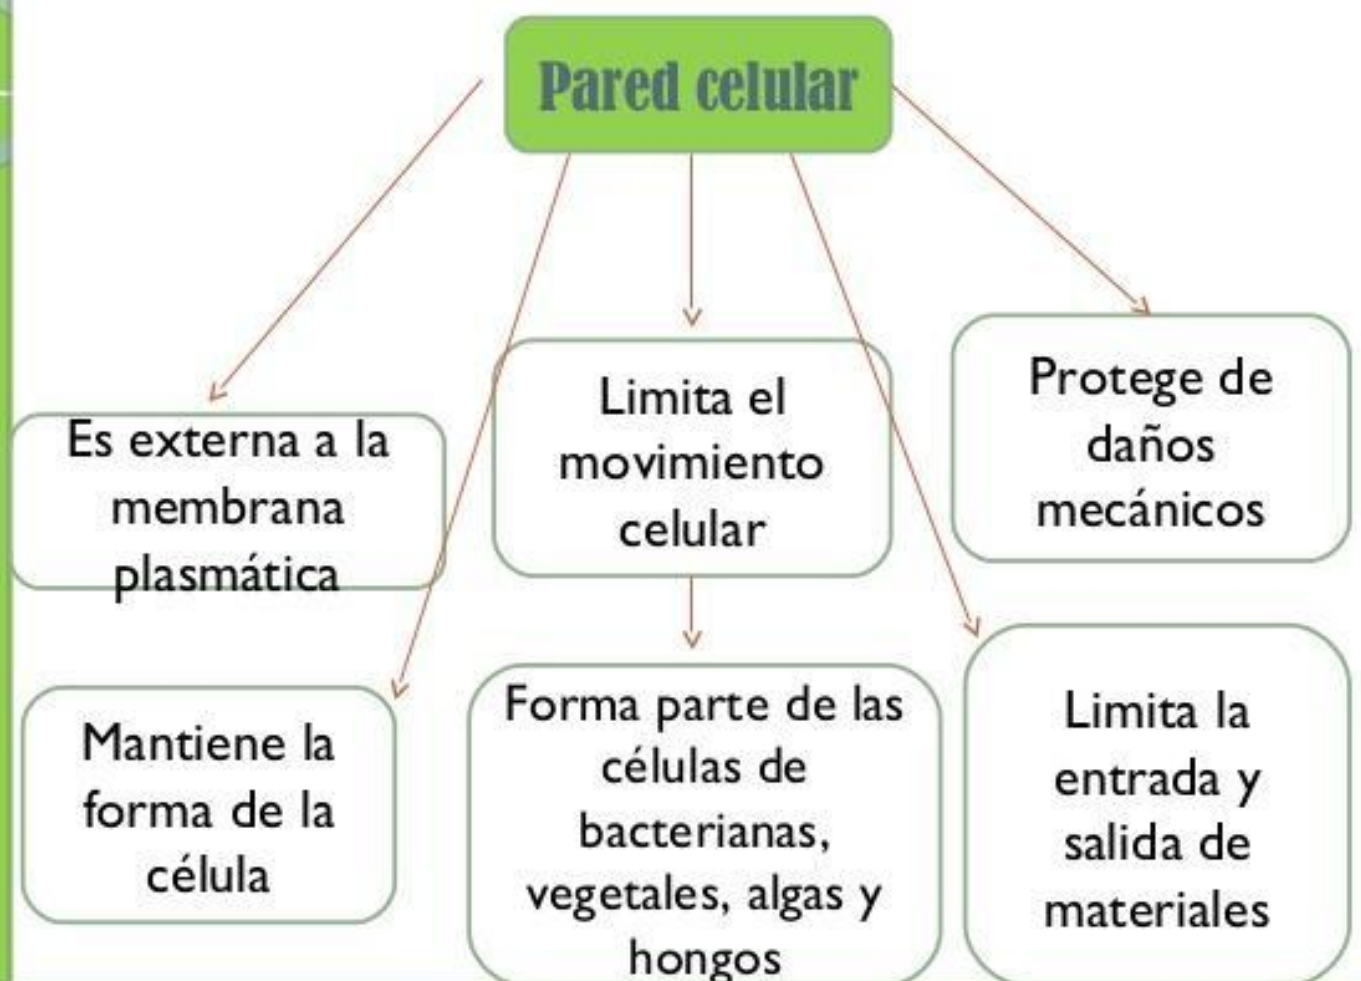 Pared celular
Es externa a la
membrana
plasmática
Limita el
movimiento
celular
Protege de
daños
mecánicos
Mantiene la
forma de la
célula
Forma parte de las
células de
bacterianas,
vegetales, algas y
hongos
Limita la
entrada y
salida de
materiales